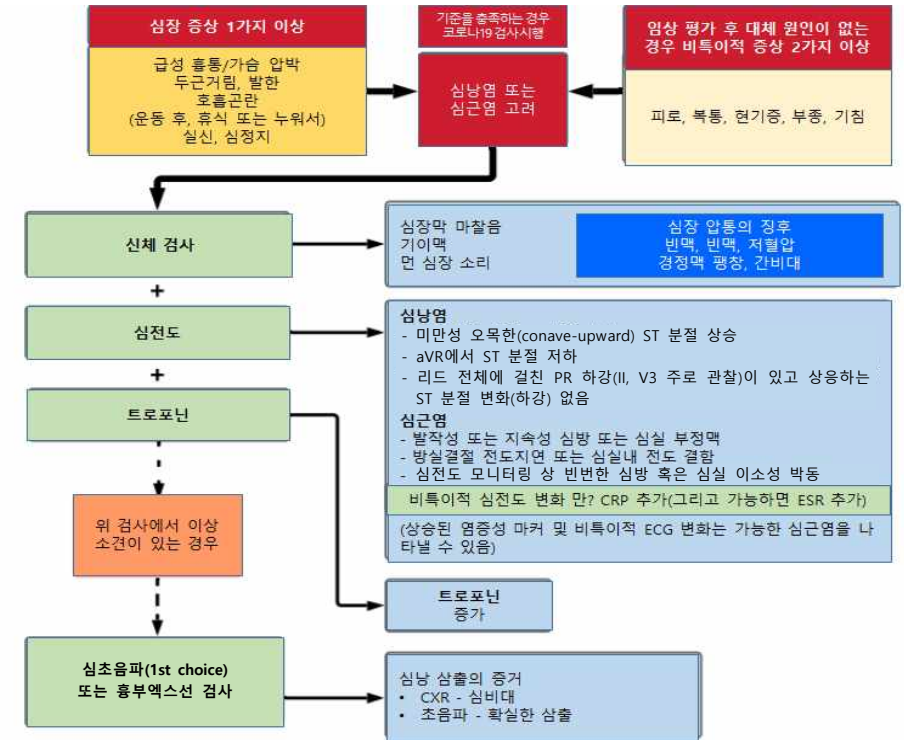 심장 증상 1가지 이상
급성 흉통/가슴 압박
두근거림, 발한
호흡곤란
(운동 후, 휴식 또는 누워서)
실신, 심정지
기준을 충족하는 경우
코로나19 검사시행
심낭염 또는
심근염 고려
임상 평가 후 대체 원인이 없는
경우 비특이적 증상 2가지 이상
피로, 복통, 현기증, 부종, 기침
신체 검사
심장막 마찰음
기이맥
먼 심장 소리
심장 압통의 징후
빈맥, 빈맥, 저혈압
경정맥 팽창, 간비대
+
심전도
심낭염
- 미만성 오목한(conave-upward) ST 분절 상승
- aVR에서 ST 분절 저하
- 리드 전체에 걸친 PR 하강(II, V3 주로 관찰)이 있고 상응하는
ST 분절 변화(하강) 없음
심근염
- 발작성 또는 지속성 심방 또는 심실 부정맥
- 방실결절 전도지연 또는 심실내 전도 결함
- 심전도 모니터링 상 빈번한 심방 혹은 심실 이소성 박동
비특이적 심전도 변화 만? CRP 추가(그리고 가능하면 ESR 추가)
(상승된 염증성 마커 및 비특이적 ECG 변화는 가능한 심근염을 나
타낼 수 있음)
+
트로포닌
위 검사에서 이상
소견이 있는 경우
트로포닌
증가
심초음파(1st choice)
또는 흉부엑스선 검사
심낭 삼출의 증거
• CXR - 심비대
• 초음파 - 확실한 삼출